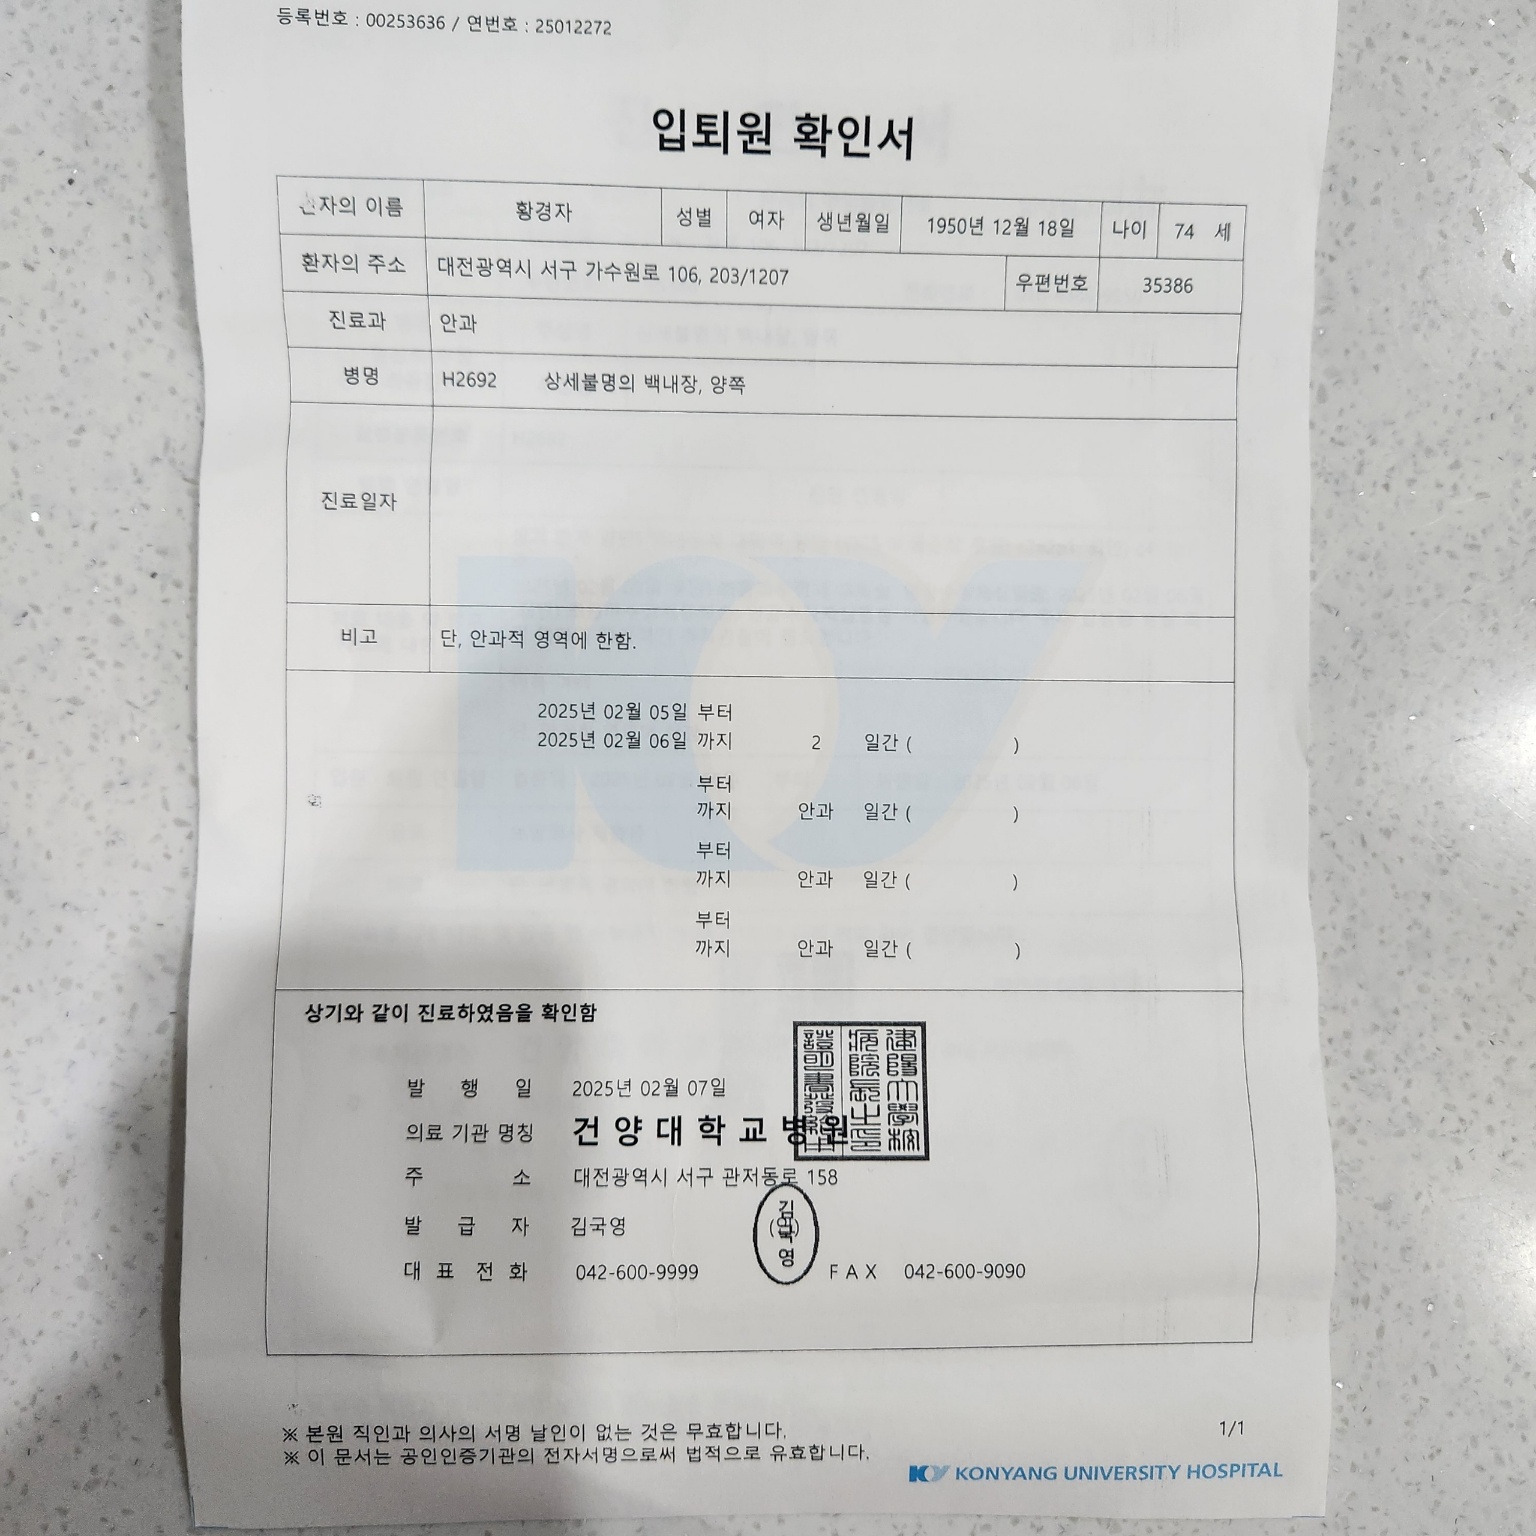 등록번호 : 00253636 / 연번호 : 25012272
입퇴원 확인서
환자의 이름 황경자 성별 여자 생년월일 1950년 12월 18일 나이 74 세
환자의 주소 대전광역시 서구 가수원로 106, 203/1207 우편번호 35386
진료과 안과
병명 H2692 상세불명의 백내장, 양쪽
진료일자
비고 단, 안과적 영역에 한함.
2025년 02월 05일 부터
2025년 02월 06일 까지 2 일간 ( )
부터
까지 안과 일간 ( )
부터
까지 안과 일간 ( )
부터
까지 안과 일간 ( )
상기와 같이 진료하였음을 확인함
발 행 일 2025년 02월 07일
의료 기관 명칭 건양대학교병원
주 소 대전광역시 서구 관저동로 158
발 급 자 김국영 (인)
김국영
대 표 전 화 042-600-9999 F A X 042-600-9090
※ 본원 직인과 의사의 서명 날인이 없는 것은 무효합니다.
※ 이 문서는 공인인증기관의 전자서명으로써 법적으로 유효합니다.
1/1
KY KONYANG UNIVERSITY HOSPITAL